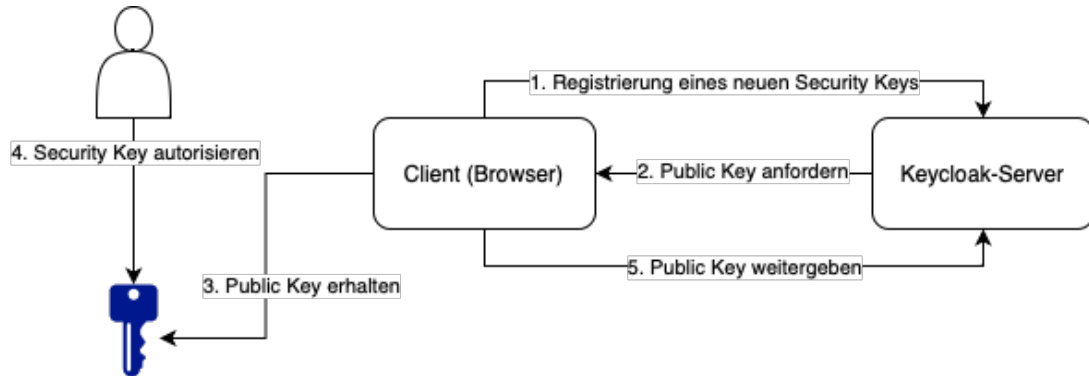 1. Registrierung eines neuen Security Keys
4. Security Key autorisieren
Client (Browser)
2. Public Key anfordern
Keycloak-Server
5. Public Key weitergeben
3. Public Key erhalten